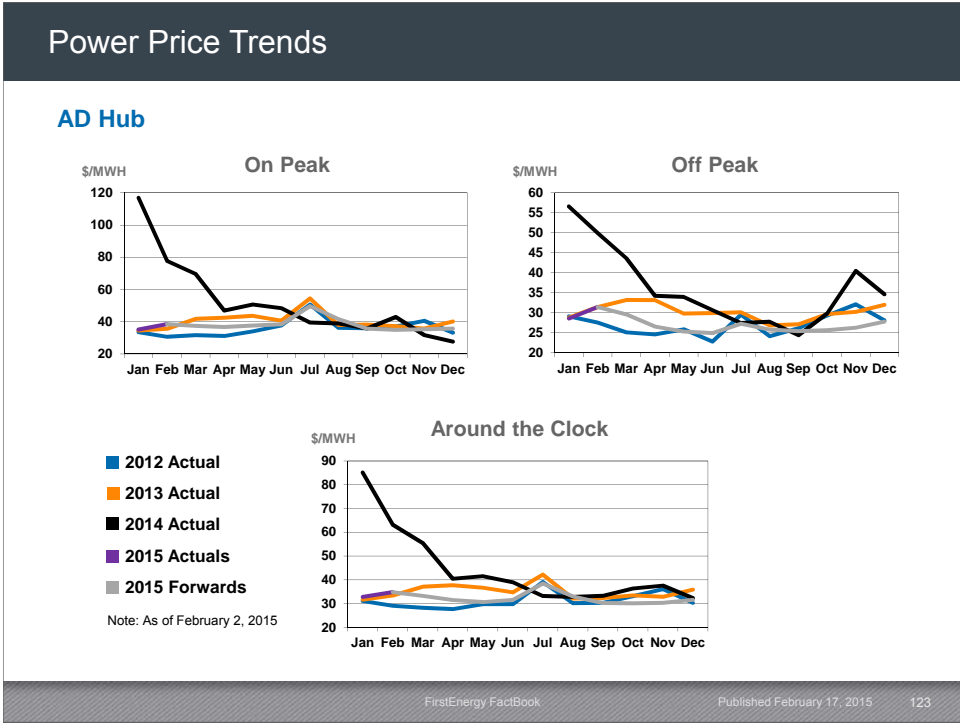 Power Price Trends
AD Hub
$/MWH
On Peak
120
100
80
60
40
20
Jan Feb Mar Apr May Jun Jul Aug Sep Oct Nov Dec
$/MWH
Off Peak
60
55
50
45
40
35
30
25
20
Jan Feb Mar Apr May Jun Jul Aug Sep Oct Nov Dec
2012 Actual
2013 Actual
2014 Actual
2015 Actuals
2015 Forwards
Note: As of February 2, 2015
$/MWH
Around the Clock
90
80
70
60
50
40
30
20
Jan Feb Mar Apr May Jun Jul Aug Sep Oct Nov Dec
FirstEnergy FactBook
Published February 17, 2015
123